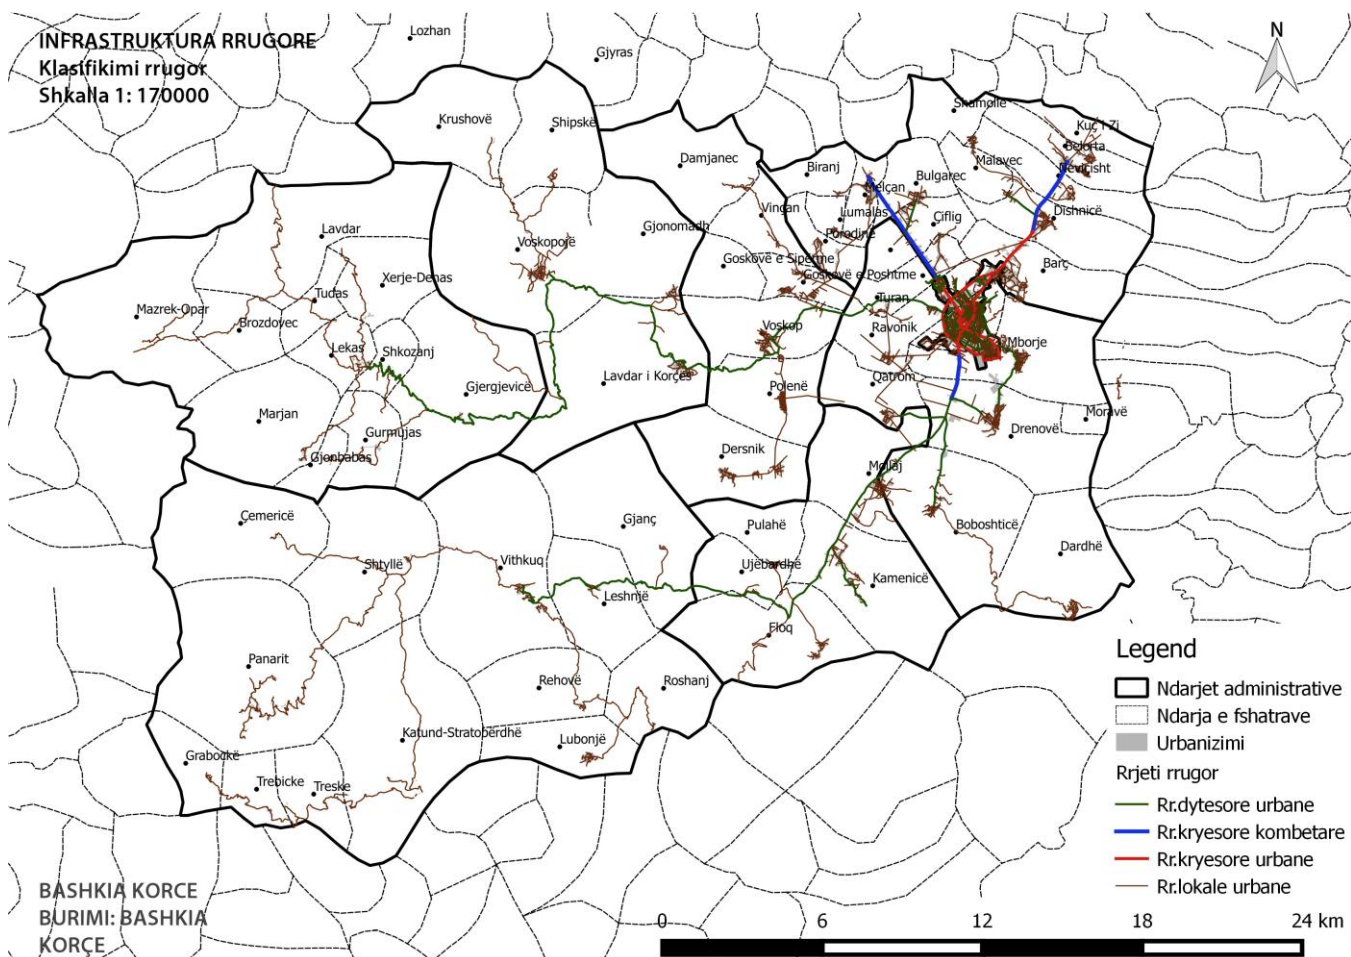 INFRASTRUKTURA RRUGORE
Klasifikimi rrugor
Shkalla 1: 170000
N
Lozhan
Gjyras
Krushovë
Shipskë
Shamolle
Kuç i Zi
Belorta
Damjanec
Biranj
Malavec
Neviçisht
Melçan
Bulgarec
Vinçan
Lumalas
Dishnicë
Çiflig
Lavdar
Voskopojë
Gjonomadh
Porodinë
Goskovë e Sipërme
Barç
Xerje-Denas
Goskovë e Poshtme
Tudas
Turan
Mazrek-Opar
Brozdovec
Voskop
Ravonik
Mborje
Lekas
Shkozanj
Gjergjevicë
Lavdar i Korçës
Polenë
Qatrom
Marjan
Moravë
Drenovë
Gurmujas
Gjonbabas
Dersnik
Mollaj
Çemericë
Gjanç
Pulahë
Boboshticë
Dardhë
Shtyllë
Vithkuq
Ujëbardhë
Leshnjë
Kamenicë
Floq
Panarit
Rehovë
Roshanj
Katund-Stratobërdhë
Lubonjë
Grabockë
Trebicke
Treske
Legend
Ndarjet administrative
Ndarja e fshatrave
Urbanizimi
Rrjeti rrugor
Rr.dytesore urbane
Rr.kryesore kombetare
Rr.kryesore urbane
Rr.lokale urbane
BASHKIA KORCE
BURIMI: BASHKIA
KORÇE
0 6 12 18 24 km